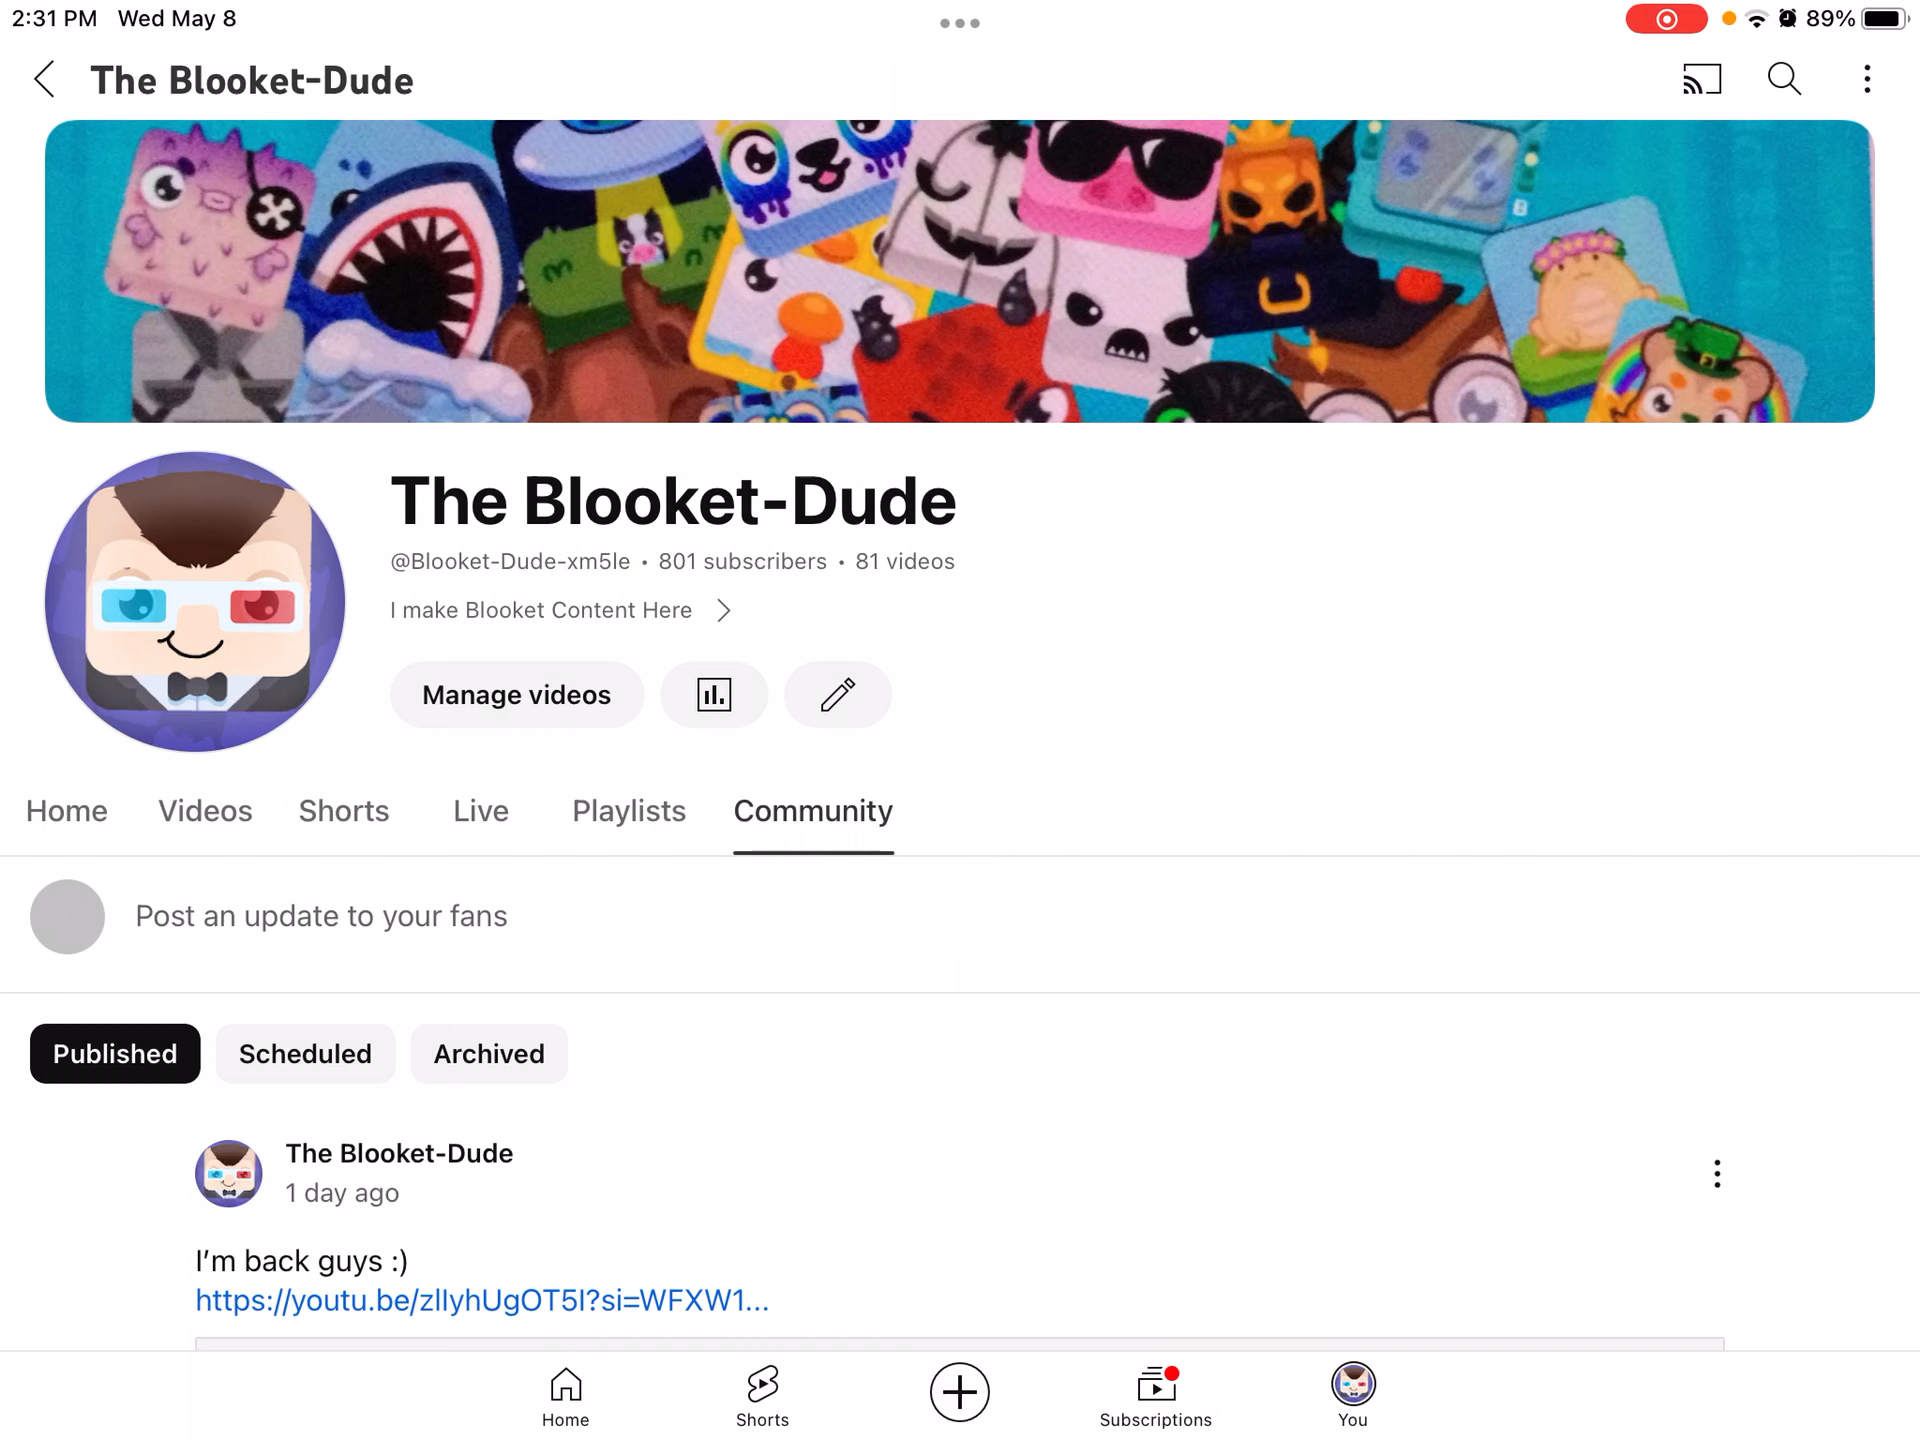 2:31 PM Wed May 8
89%
The Blooket-Dude
The Blooket-Dude
@Blooket-Dude-xm5le • 801 subscribers • 81 videos
I make Blooket Content Here
Manage videos
Home Videos Shorts Live Playlists Community
Post an update to your fans
Published Scheduled Archived
The Blooket-Dude
1 day ago
I'm back guys :)
https://youtu.be/zllyhUgOT5I?si=WFXW1...
Home Shorts Subscriptions You